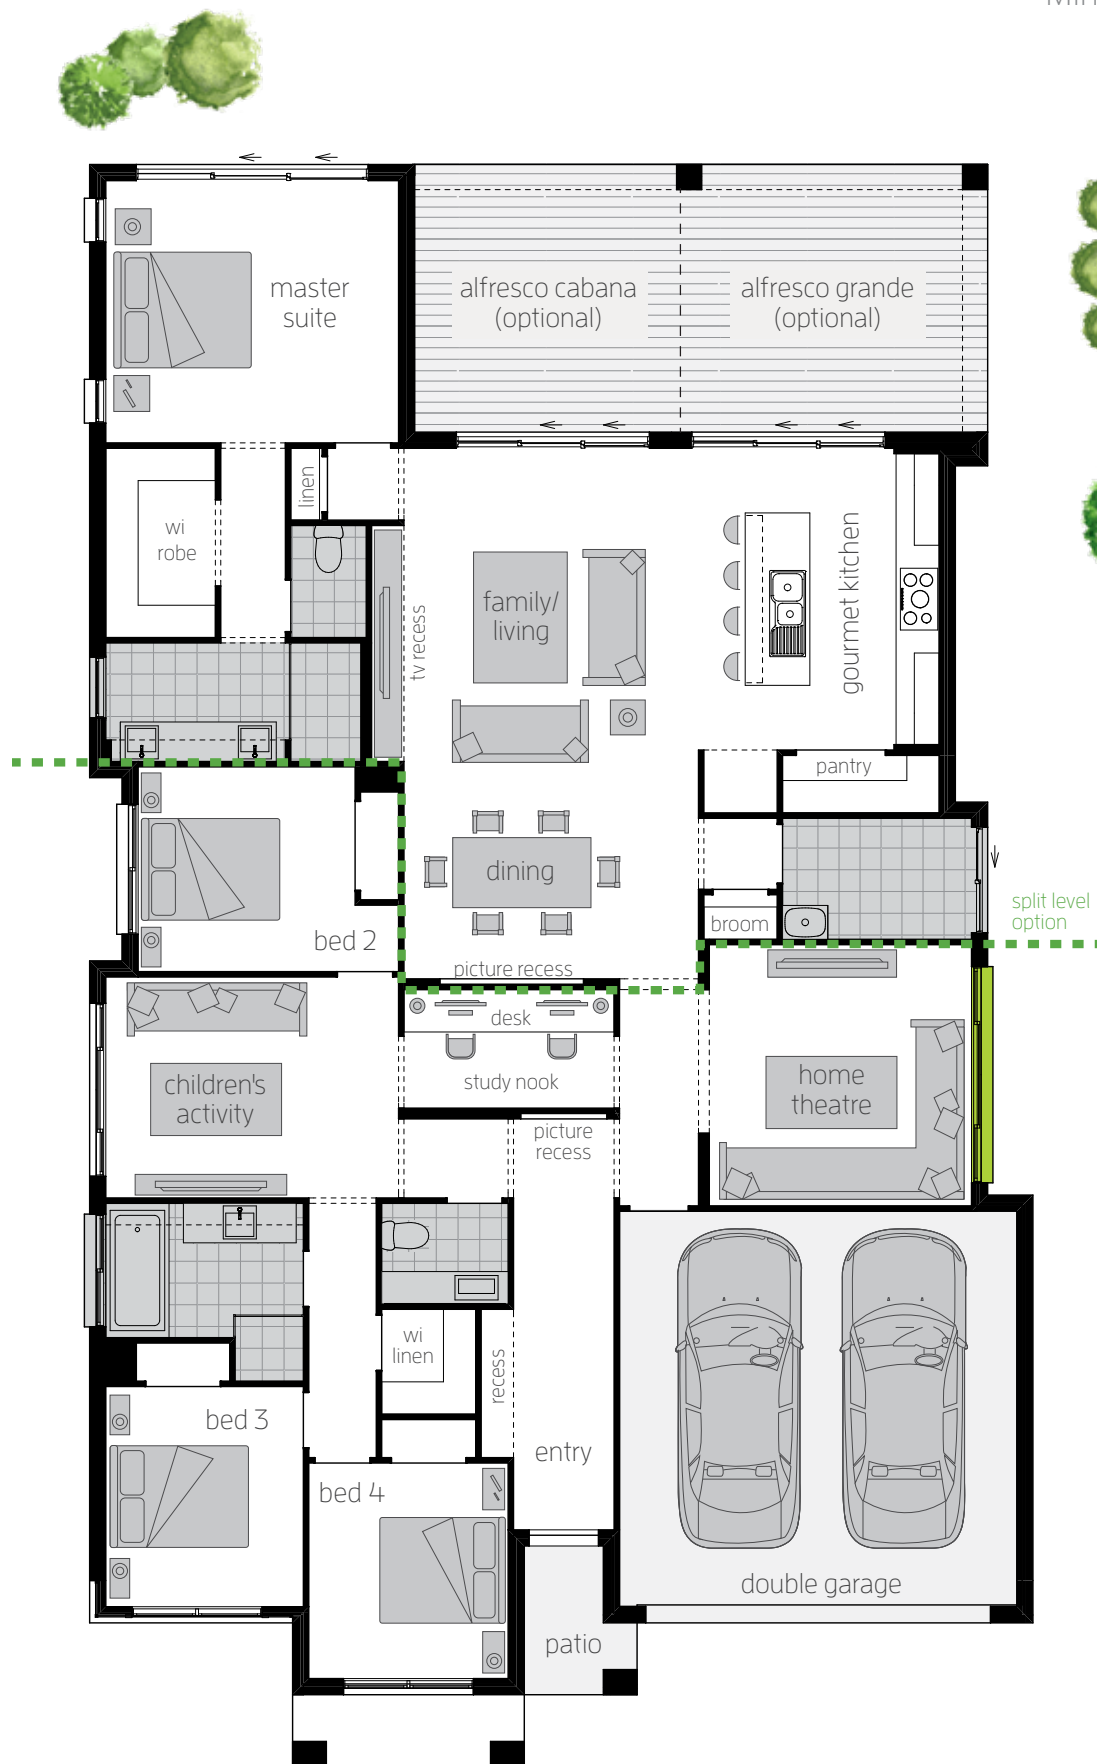 master
suite
alfresco cabana
(optional)
alfresco grande
(optional)
linen
wi
robe
tv recess
family/
living
gourmet kitchen
pantry
dining
broom
split level
option
bed 2
picture recess
desk
study nook
children's
activity
home
theatre
picture
recess
wi
linen
recess
bed 3
entry
bed 4
double garage
patio